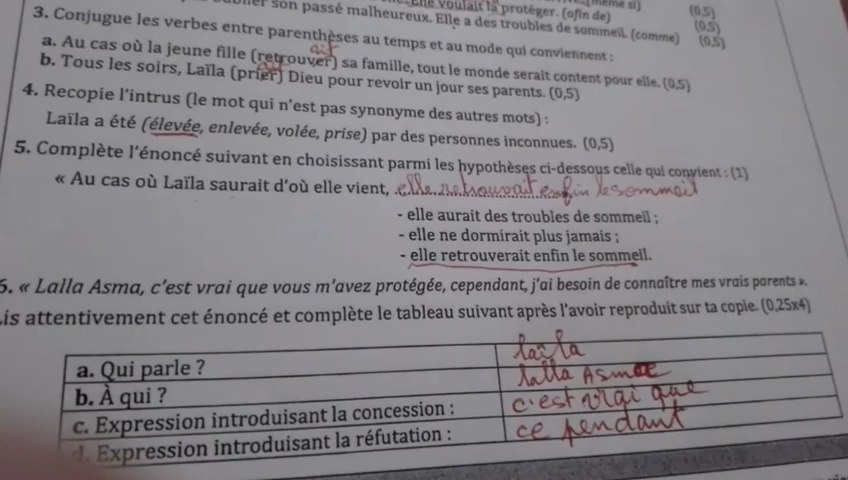 son passé malheureux. Elle voulait la protéger. (afin de) (0,5)
Elle a des troubles de sommeil. (comme) (0,5)
3. Conjugue les verbes entre parenthèses au temps et au mode qui conviennent : (0,5)
ait
a. Au cas où la jeune fille (retrouver) sa famille, tout le monde serait content pour elle. (0,5)
ait
b. Tous les soirs, Laïla (prier) Dieu pour revoir un jour ses parents. (0,5)
4. Recopie l'intrus (le mot qui n'est pas synonyme des autres mots) :
Laïla a été (élevée, enlevée, volée, prise) par des personnes inconnues. (0,5)
5. Complète l'énoncé suivant en choisissant parmi les hypothèses ci-dessous celle qui convient : (1)
« Au cas où Laïla saurait d'où elle vient, elle retrouvait enfin le sommeil
- elle aurait des troubles de sommeil ;
- elle ne dormirait plus jamais ;
- elle retrouverait enfin le sommeil.
6. « Lalla Asma, c'est vrai que vous m'avez protégée, cependant, j'ai besoin de connaître mes vrais parents ».
Lis attentivement cet énoncé et complète le tableau suivant après l'avoir reproduit sur ta copie. (0,25x4)
a. Qui parle ? laïla
b. À qui ? lalla Asmae
c. Expression introduisant la concession : c'est vrai que
d. Expression introduisant la réfutation : ce pendant